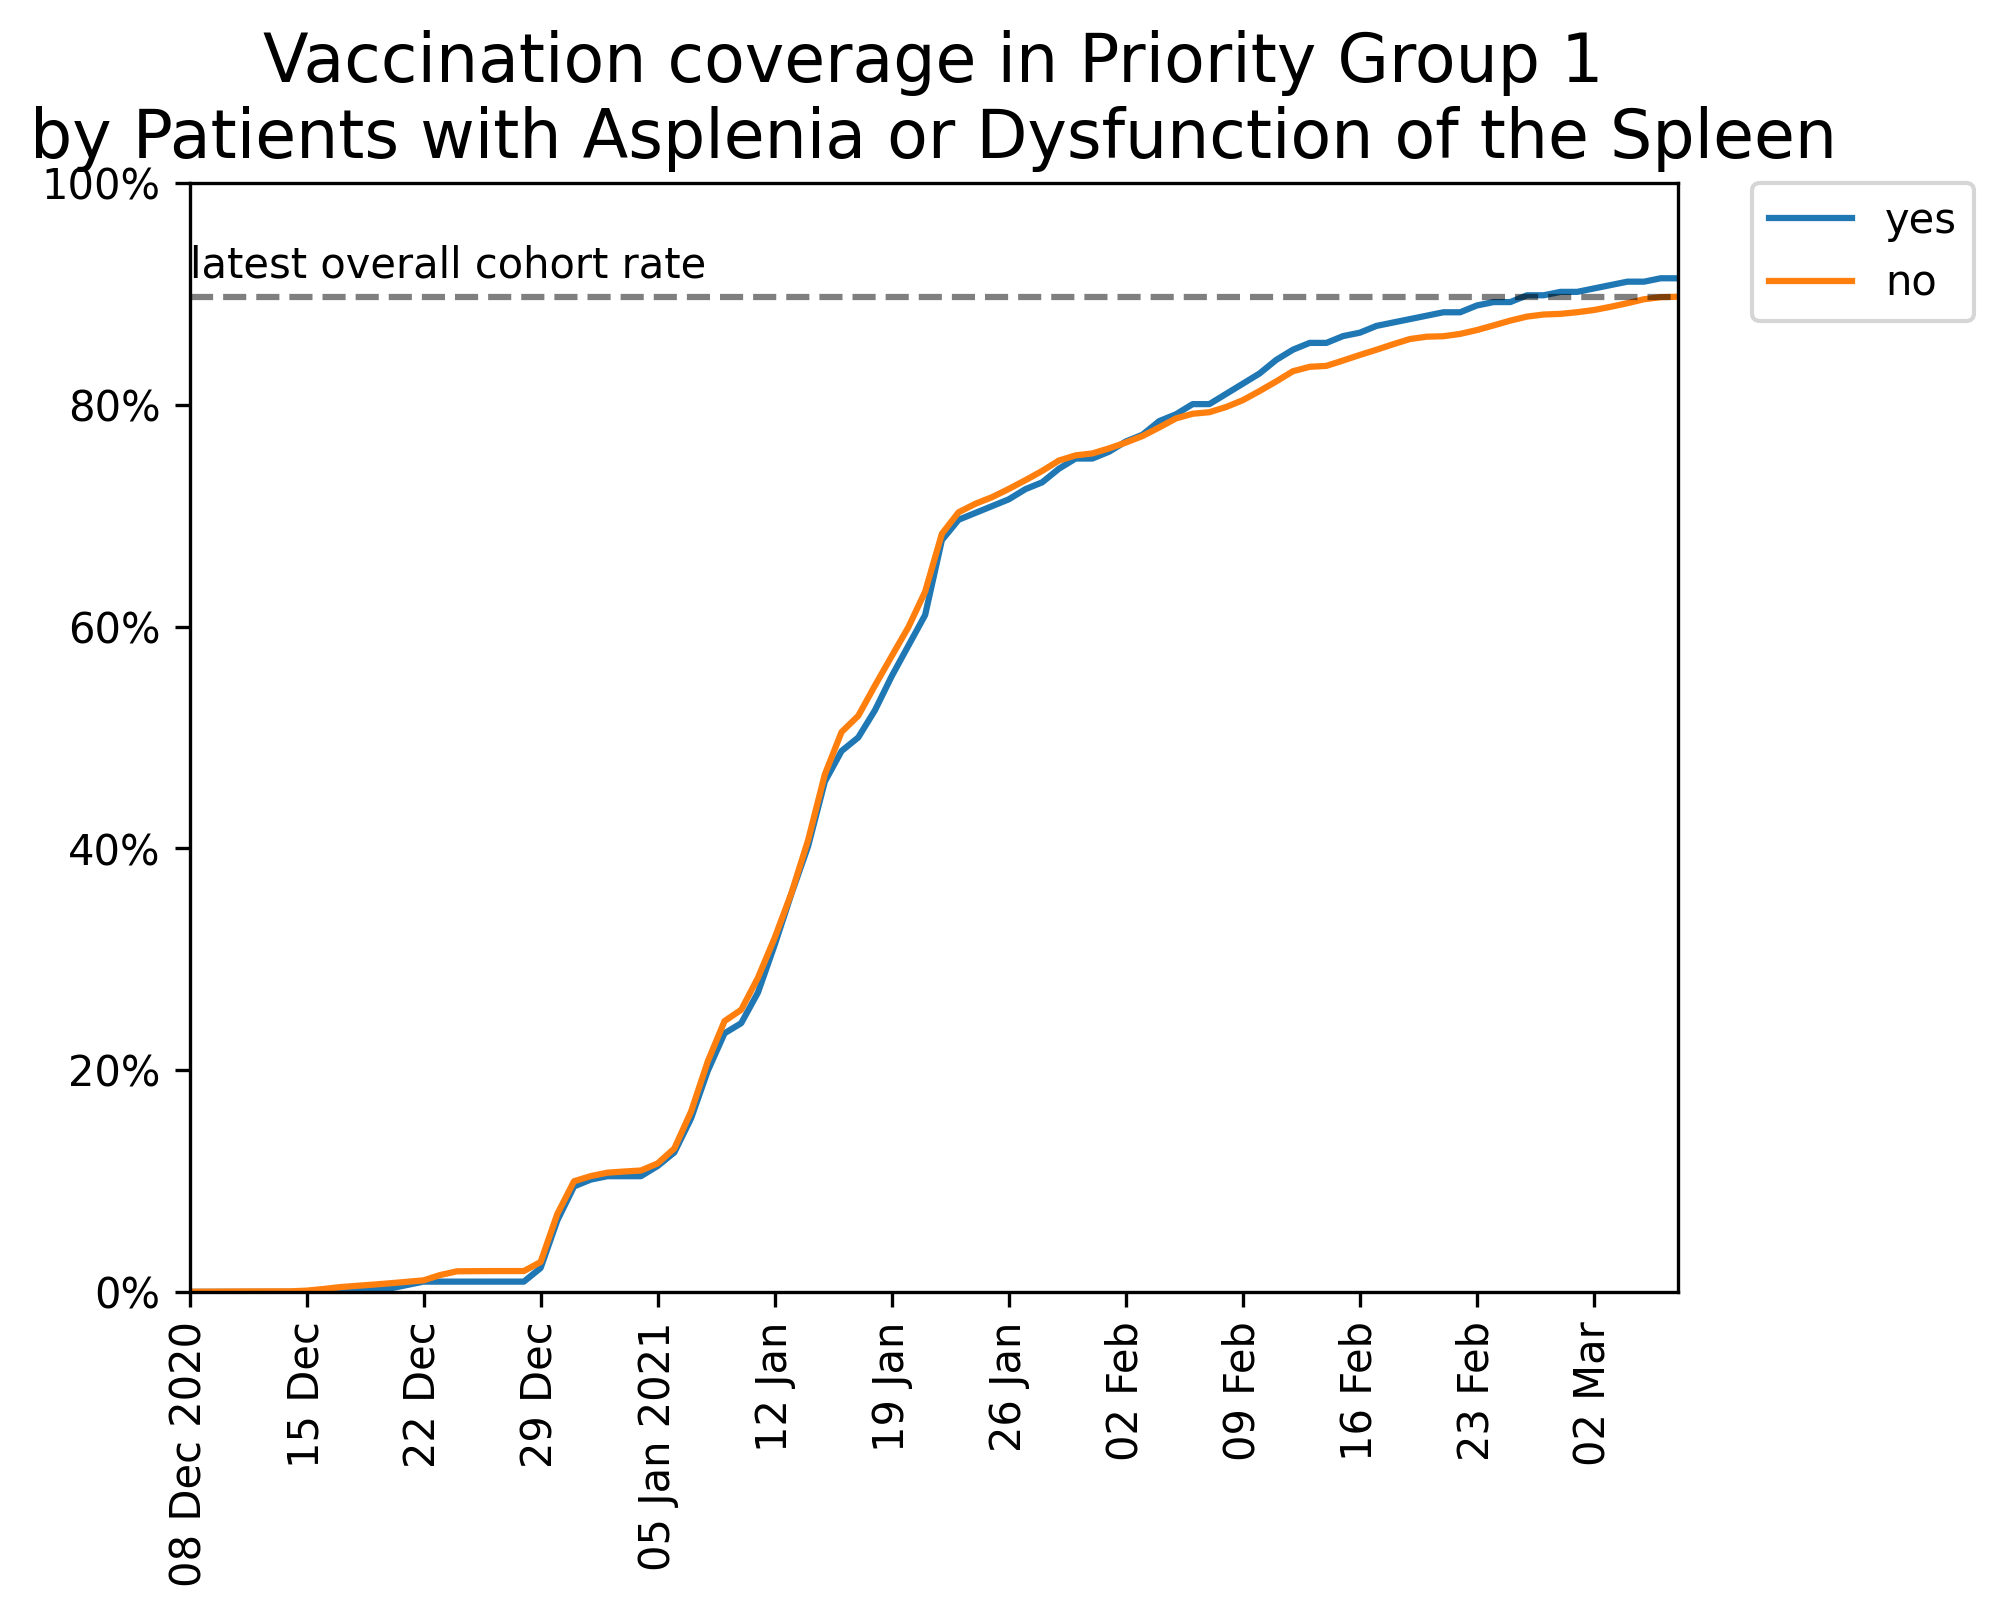 Vaccination coverage in Priority Group 1
by Patients with Asplenia or Dysfunction of the Spleen
100%
80%
60%
40%
20%
0%
latest overall cohort rate
yes
no
08 Dec 2020
15 Dec
22 Dec
29 Dec
05 Jan 2021
12 Jan
19 Jan
26 Jan
02 Feb
09 Feb
16 Feb
23 Feb
02 Mar